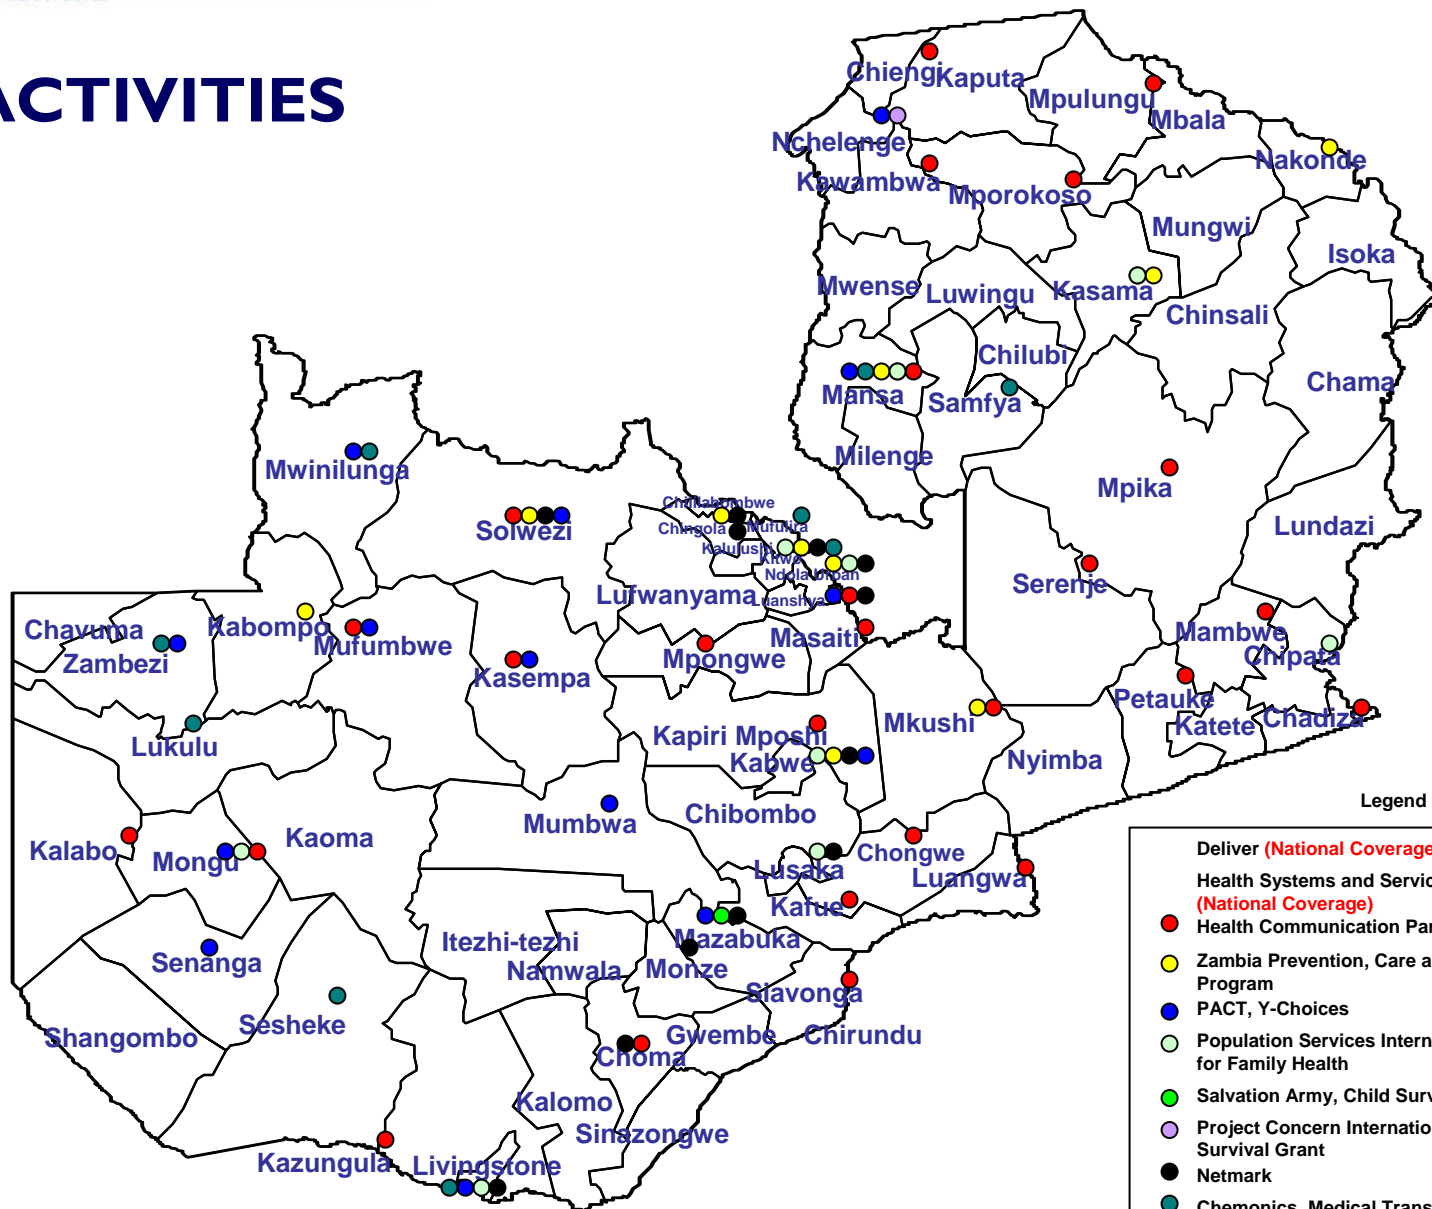 ACTIVITIES
Chiengi
Kaputa
Mpulungu
Mbala
Nchelenge
Nakonde
Kawambwa
Mporokoso
Mungwi
Isoka
Mwense
Luwingu
Kasama
Chinsali
Chilubi
Chama
Mansa
Samfya
Milenge
Mwinilunga
Mpika
Solwezi
Chililabombwe
Chingola
Mufulira
Lundazi
Kalulushi
Kitwe
Ndola Urban
Serenje
Lufwanyama
Luanshya
Chavuma
Kabompo
Mufumbwe
Masaiti
Mambwe
Zambezi
Mpongwe
Chipata
Kasempa
Petauke
Katete
Chadiza
Mkushi
Lukulu
Kapiri Mposhi
Kabwe
Nyimba
Chibombo
Mumbwa
Kaoma
Kalabo
Mongu
Lusaka
Chongwe
Luangwa
Kafue
Itezhi-tezhi
Mazabuka
Senanga
Namwala
Monze
Siavonga
Sesheke
Shangombo
Gwembe
Chirundu
Choma
Kalomo
Sinazongwe
Kazungula
Livingstone
Legend
Deliver (National Coverage
Health Systems and Servic
(National Coverage)
Health Communication Par
Zambia Prevention, Care a
Program
PACT, Y-Choices
Population Services Intern
for Family Health
Salvation Army, Child Surv
Project Concern Internatio
Survival Grant
Netmark
Chemonics, Medical Trans